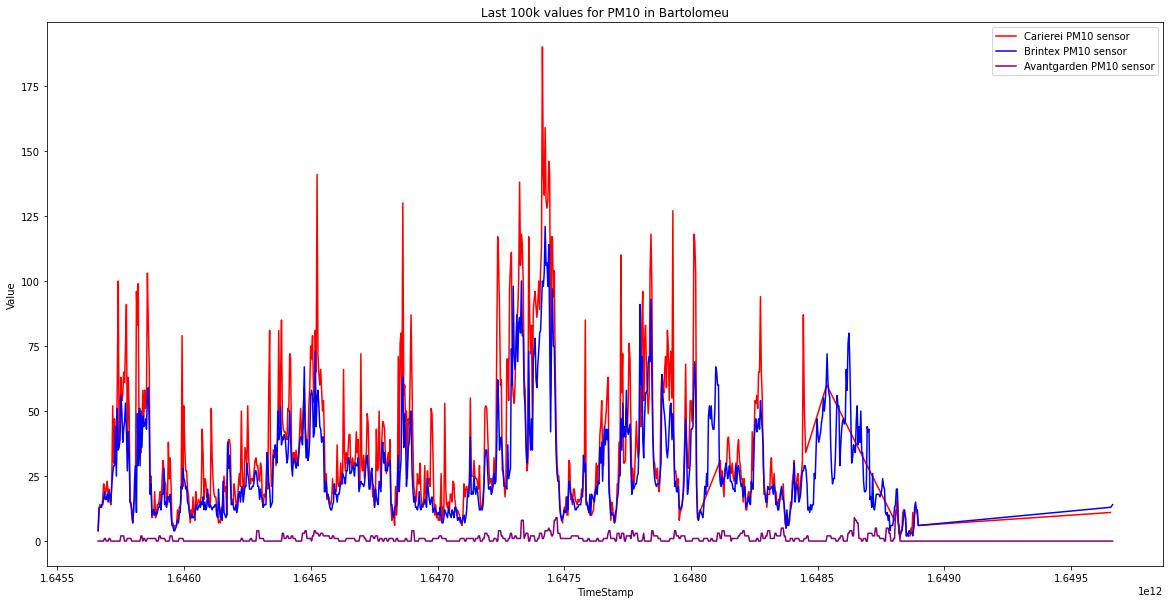 Last 100k values for PM10 in Bartolomeu
Carierei PM10 sensor
Brintex PM10 sensor
Avantgarden PM10 sensor
175
150
125
100
75
50
25
0
Value
1.6455 1.6460 1.6465 1.6470 1.6475 1.6480 1.6485 1.6490 1.6495
TimeStamp
1e12